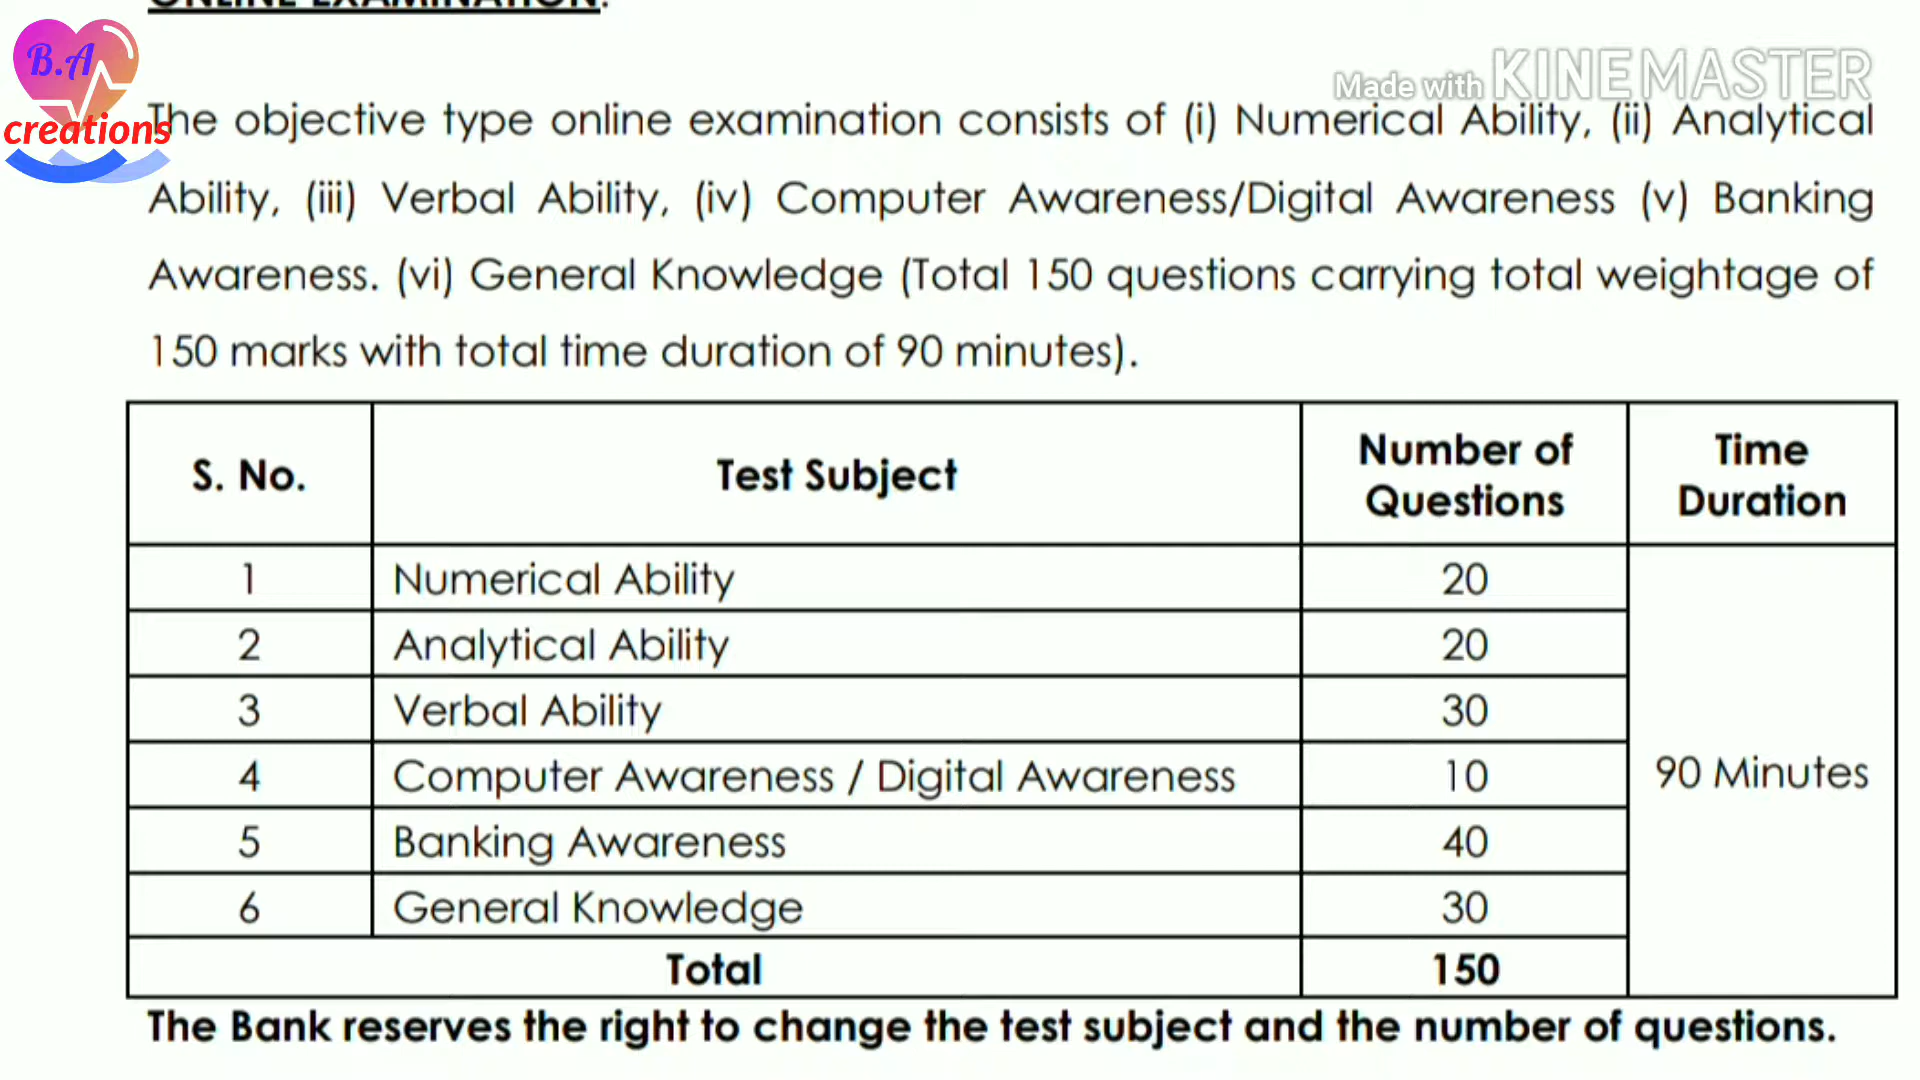 ONLINE EXAMINATION:
B.A
creations
Made with KINEMASTER
The objective type online examination consists of (i) Numerical Ability, (ii) Analytical
Ability, (iii) Verbal Ability, (iv) Computer Awareness/Digital Awareness (v) Banking
Awareness. (vi) General Knowledge (Total 150 questions carrying total weightage of
150 marks with total time duration of 90 minutes).
S. No. Test Subject Number of Questions Time Duration
1 Numerical Ability 20
2 Analytical Ability 20
3 Verbal Ability 30
4 Computer Awareness / Digital Awareness 10 90 Minutes
5 Banking Awareness 40
6 General Knowledge 30
Total 150
The Bank reserves the right to change the test subject and the number of questions.